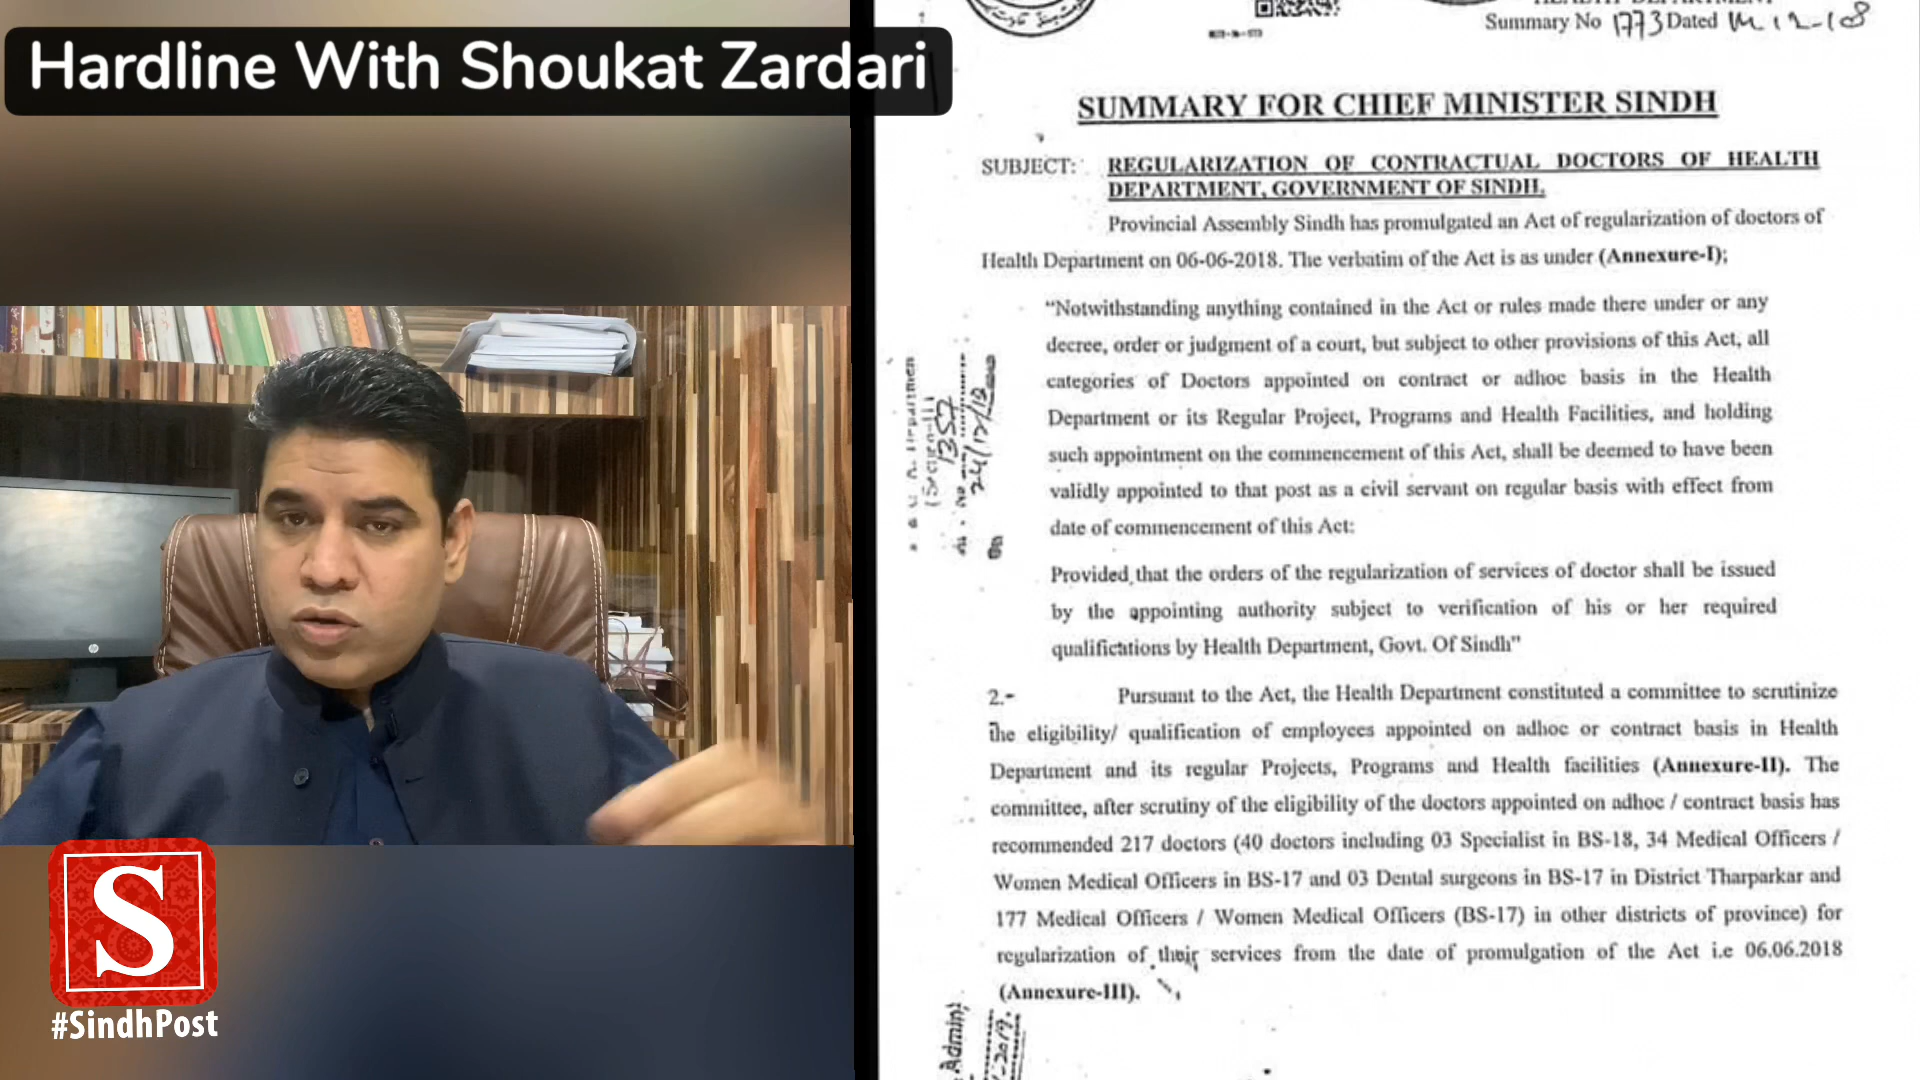 Hardline With Shoukat Zardari
Summary No 1773 Dated
SUMMARY FOR CHIEF MINISTER SINDH
SUBJECT: REGULARIZATION OF CONTRACTUAL DOCTORS OF HEALTH
DEPARTMENT, GOVERNMENT OF SINDH.
Provincial Assembly Sindh has promulgated an Act of regularization of doctors of
Health Department on 06-06-2018. The verbatim of the Act is as under (Annexure-I);
"Notwithstanding anything contained in the Act or rules made there under or any
decree, order or judgment of a court, but subject to other provisions of this Act, all
categories of Doctors appointed on contract or adhoc basis in the Health
Department or its Regular Project, Programs and Health Facilities, and holding
such appointment on the commencement of this Act, shall be deemed to have been
validly appointed to that post as a civil servant on regular basis with effect from
date of commencement of this Act:
Provided that the orders of the regularization of services of doctor shall be issued
by the appointing authority subject to verification of his or her required
qualifications by Health Department, Govt. Of Sindh"
2.- Pursuant to the Act, the Health Department constituted a committee to scrutinize
the eligibility/ qualification of employees appointed on adhoc or contract basis in Health
Department and its regular Projects, Programs and Health facilities (Annexure-II). The
committee, after scrutiny of the eligibility of the doctors appointed on adhoc / contract basis has
recommended 217 doctors (40 doctors including 03 Specialist in BS-18, 34 Medical Officers /
Women Medical Officers in BS-17 and 03 Dental surgeons in BS-17 in District Tharparkar and
177 Medical Officers / Women Medical Officers (BS-17) in other districts of province) for
regularization of their services from the date of promulgation of the Act i.e 06.06.2018
(Annexure-III).
1357
Admin)
hp
S
#SindhPost